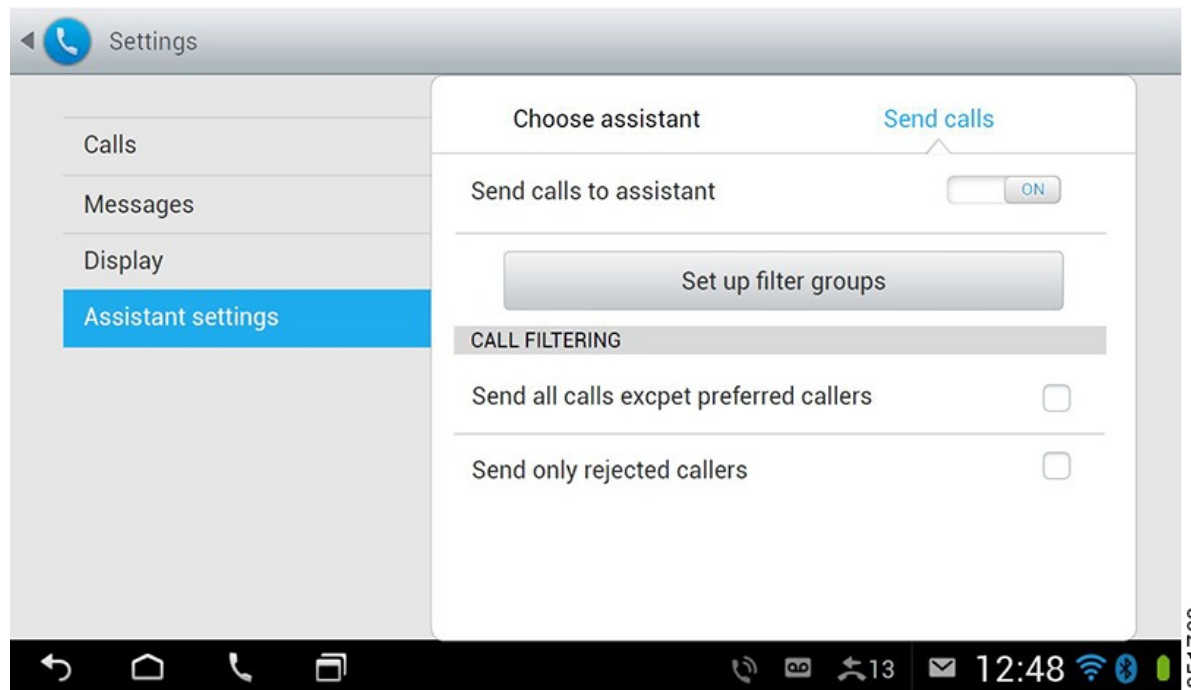 Settings
Calls
Messages
Display
Assistant settings
Choose assistant
Send calls
Send calls to assistant
ON
Set up filter groups
CALL FILTERING
Send all calls excpet preferred callers
Send only rejected callers
13
12:48